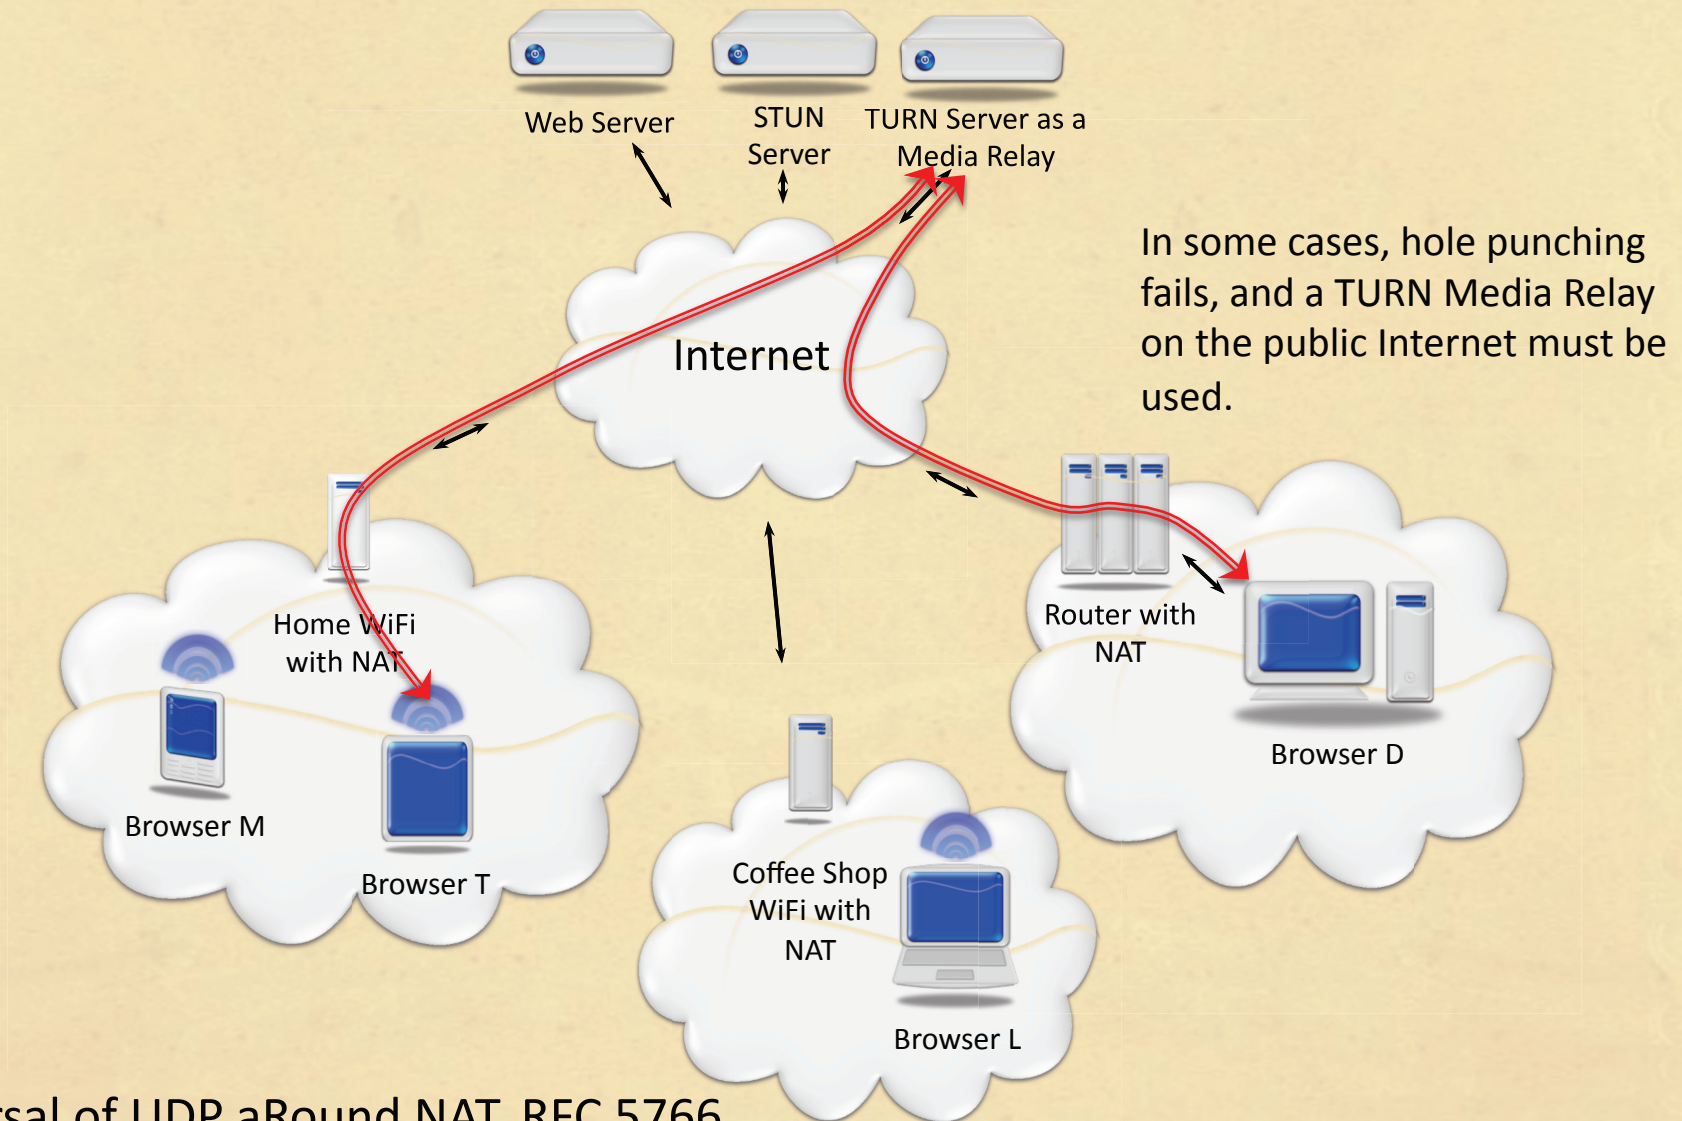 Web Server
STUN
Server
TURN Server as a
Media Relay
In some cases, hole punching
fails, and a TURN Media Relay
on the public Internet must be
used.
Internet
Home WiFi
with NAT
Router with
NAT
Browser M
Browser T
Browser D
Coffee Shop
WiFi with
NAT
Browser L
rsal of UDP aRound NAT, RFC 5766